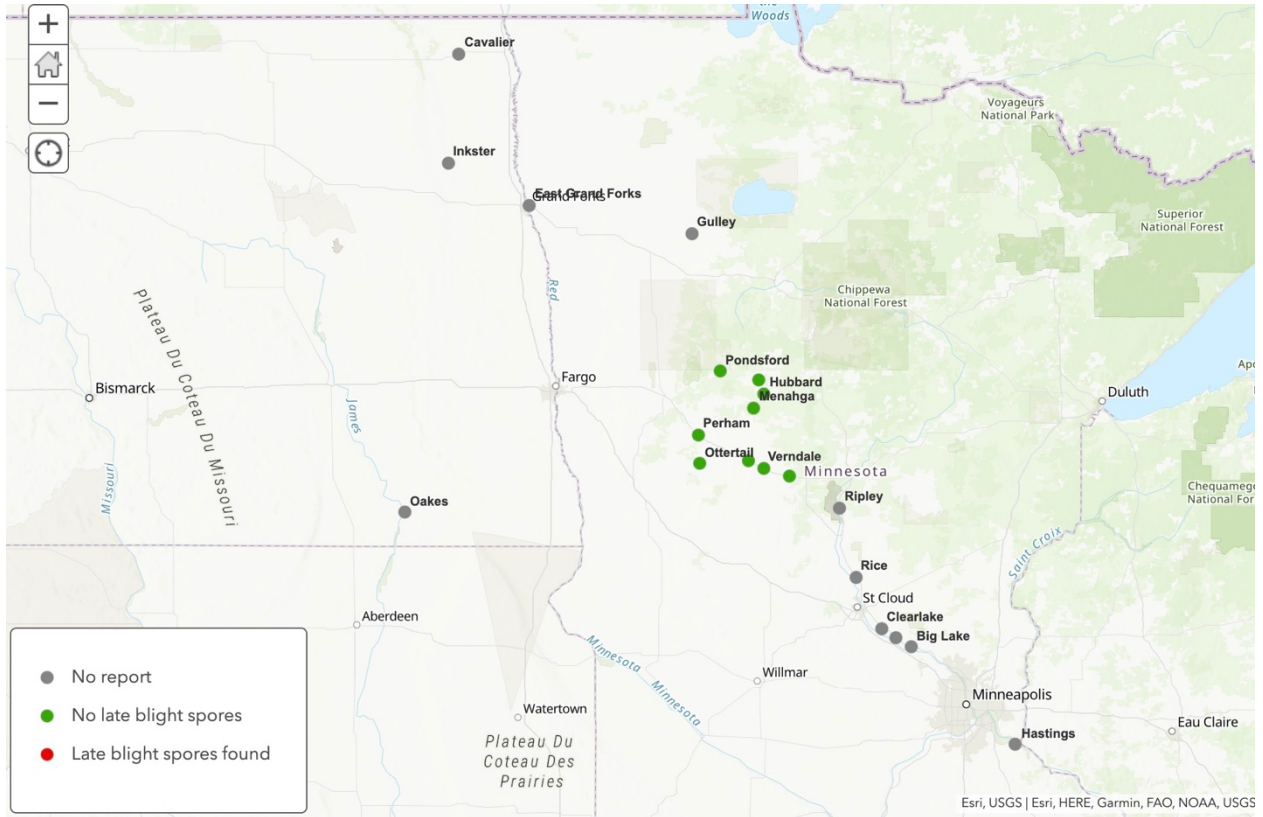 +
−
the
Woods
Cavalier
Voyageurs
National Park
Inkster
East Grand Forks
Grand Forks
Superior
National Forest
Gulley
Red
Chippewa
National Forest
Plateau Du Coteau Du Missouri
Pondsford
Fargo
Hubbard
Bismarck
Menahga
Duluth
James
Perham
Missouri
Ottertail
Verndale
Minnesota
Chequameg
National For
Oakes
Ripley
Saint Croix
Rice
St Cloud
Aberdeen
Clearlake
Big Lake
Minnesota
Minnesota
Willmar
Minneapolis
Watertown
Eau Claire
Hastings
Plateau Du
Coteau Des
Prairies
No report
No late blight spores
Late blight spores found
Esri, USGS | Esri, HERE, Garmin, FAO, NOAA, USGS